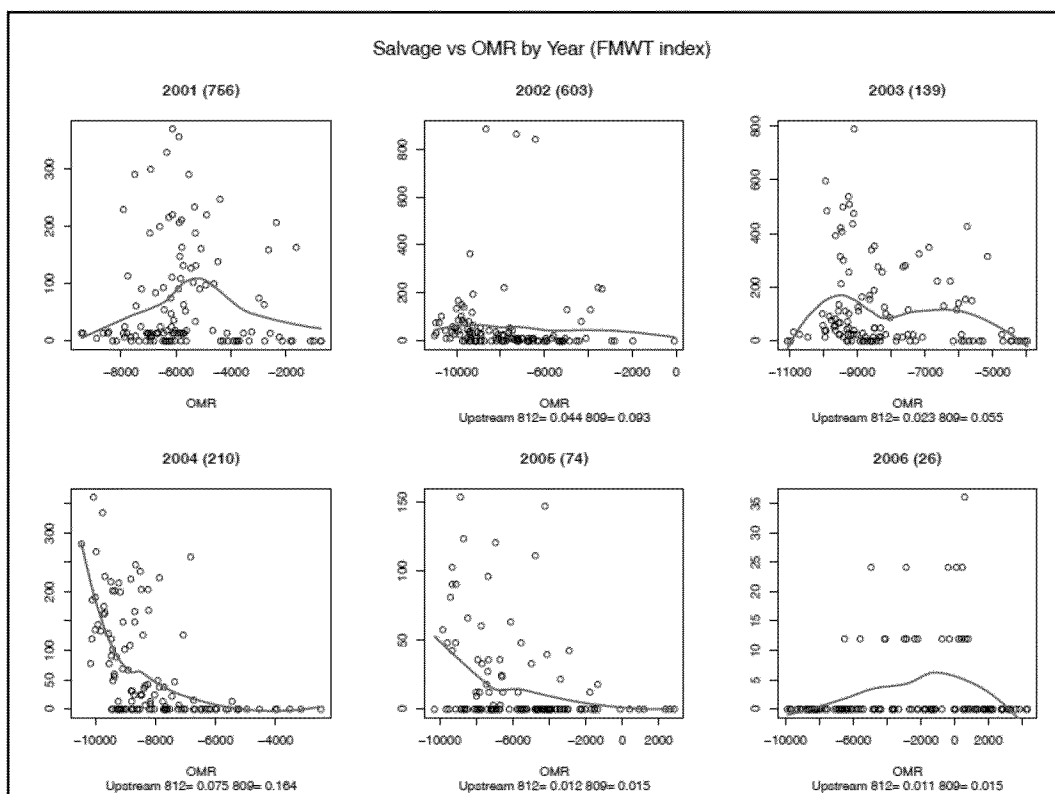 Salvage vs OMR by Year (FMWT index)
2001 (756)
2002 (603)
2003 (139)
300
200
100
0
-8000 -6000 -4000 -2000
OMR
800
600
400
200
0
-10000 -6000 -4000 -2000 0
OMR
Upstream 812= 0.044 809= 0.093
800
600
400
200
0
-11000 -9000 -7000 -5000
OMR
Upstream 812= 0.023 809= 0.055
2004 (210)
2005 (74)
2006 (26)
300
200
100
50
0
-10000 -8000 -6000 -4000
OMR
Upstream 812= 0.075 809= 0.164
150
100
50
0
-10000 -6000 -2000 0 2000
OMR
Upstream 812= 0.012 809= 0.015
35
30
25
20
15
10
5
0
-10000 -6000 -2000 0 2000
OMR
Upstream 812= 0.011 809= 0.015